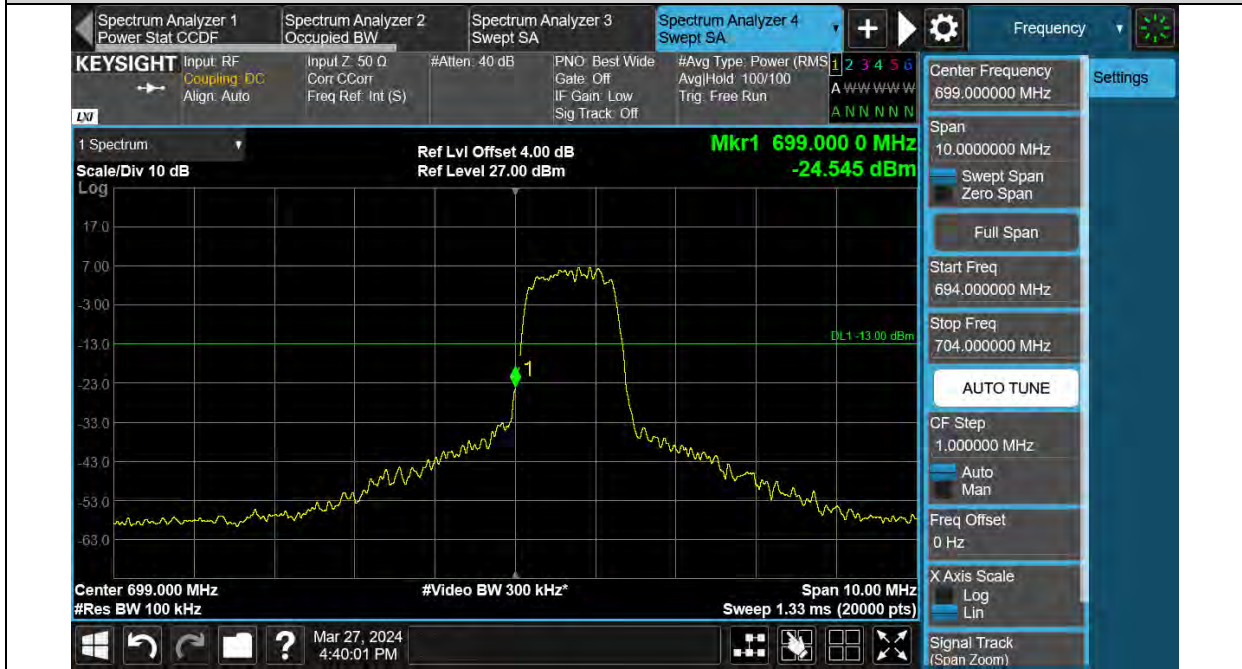 Spectrum Analyzer 1
Power Stat CCDF
Spectrum Analyzer 2
Occupied BW
Spectrum Analyzer 3
Swept SA
Spectrum Analyzer 4
Swept SA
+
Frequency
KEYSIGHT
LXI
Input: RF
Coupling: DC
Align: Auto
Input Z: 50 Ω
Corr CCorr
Freq Ref: Int (S)
#Atten: 40 dB
PNO: Best Wide
Gate: Off
IF Gain: Low
Sig Track: Off
#Avg Type: Power (RMS
Avg|Hold: 100/100
Trig: Free Run
1 2 3 4 5 6
A W W W W W
A N N N N N
1 Spectrum
Scale/Div 10 dB
Log
Ref Lvl Offset 4.00 dB
Ref Level 27.00 dBm
Mkr1 699.000 0 MHz
-24.545 dBm
17.0
7.00
-3.00
-13.0
-23.0
-33.0
-43.0
-53.0
-63.0
DL1 -13.00 dBm
1
Center 699.000 MHz
#Res BW 100 kHz
#Video BW 300 kHz*
Span 10.00 MHz
Sweep 1.33 ms (20000 pts)
?
Mar 27, 2024
4:40:01 PM
Center Frequency
699.000000 MHz
Settings
Span
10.0000000 MHz
Swept Span
Zero Span
Full Span
Start Freq
694.000000 MHz
Stop Freq
704.000000 MHz
AUTO TUNE
CF Step
1.000000 MHz
Auto
Man
Freq Offset
0 Hz
X Axis Scale
Log
Lin
Signal Track
(Span Zoom)